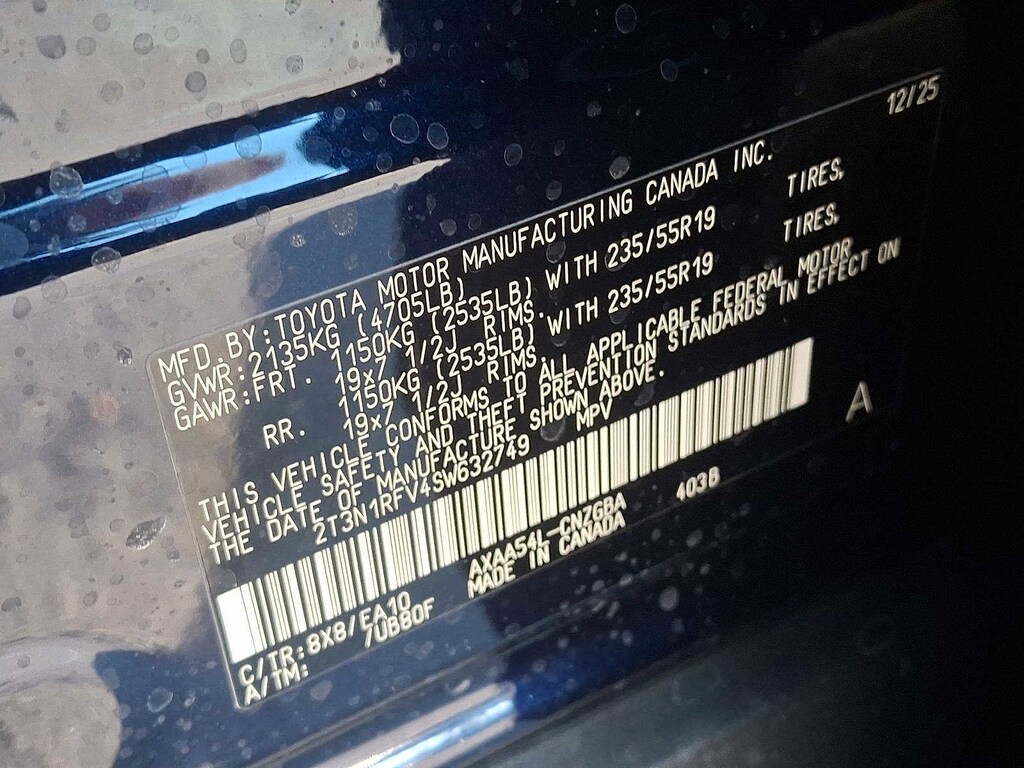 12/25
MFD.BY:TOYOTA MOTOR MANUFACTURING CANADA INC.
GVWR:2135KG (4705LB)
GAWR:FRT. 1150KG (2535LB) WITH 235/55R19 TIRES,
19x7 1/2J RIMS.
RR. 1150KG (2535LB) WITH 235/55R19 TIRES,
19x7 1/2J RIMS.
THIS VEHICLE CONFORMS TO ALL APPLICABLE FEDERAL MOTOR
VEHICLE SAFETY AND THEFT PREVENTION STANDARDS IN EFFECT ON
THE DATE OF MANUFACTURE SHOWN ABOVE.
2T3N1RFV4SW632749 MPV
A
C/TR:8X8/EA10 AXAA54L-CNZGBA 403B
A/TM: 7UB80F MADE IN CANADA